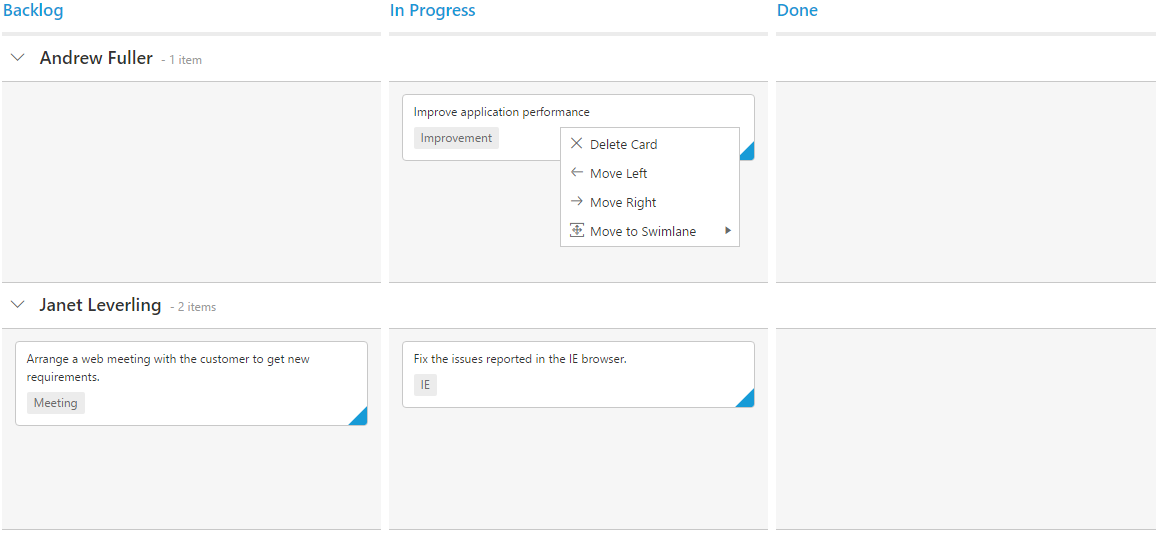 Backlog
In Progress
Done
Andrew Fuller - 1 item
Improve application performance
Improvement
Delete Card
Move Left
Move Right
Move to Swimlane
Janet Leverling - 2 items
Arrange a web meeting with the customer to get new
requirements.
Meeting
Fix the issues reported in the IE browser.
IE